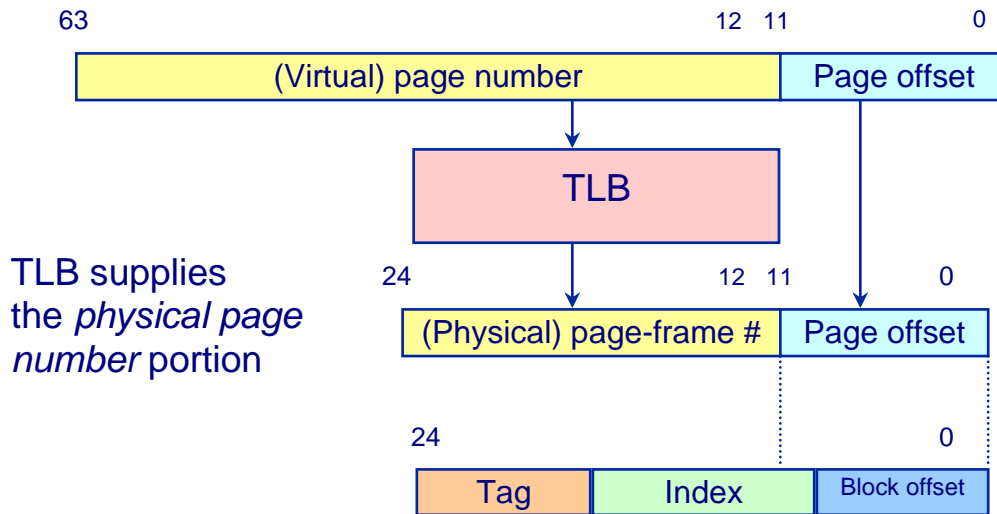 63 12 11 0
(Virtual) page number Page offset
TLB
TLB supplies
the physical page
number portion
24 12 11 0
(Physical) page-frame # Page offset
24 0
Tag Index Block offset